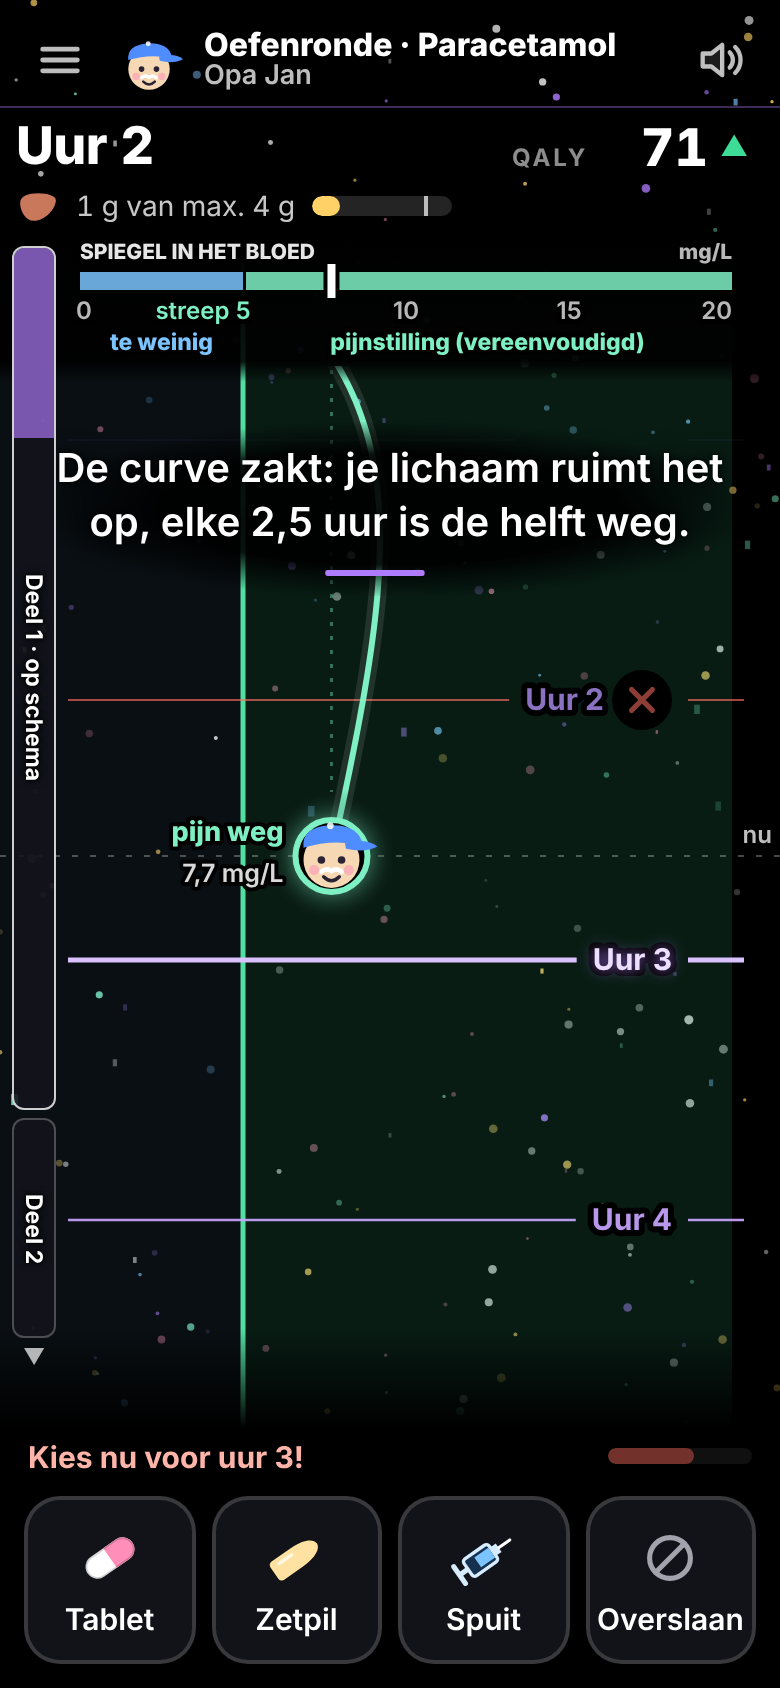 Oefenronde · Paracetamol
Opa Jan
Uur 2
QALY
71
1 g van max. 4 g
SPIEGEL IN HET BLOED
mg/L
0
streep 5
10
15
20
te weinig
pijnstilling (vereenvoudigd)
De curve zakt: je lichaam ruimt het
op, elke 2,5 uur is de helft weg.
Deel 1 · op schema
Uur 2
pijn weg
7,7 mg/L
nu
Uur 3
Deel 2
Uur 4
Kies nu voor uur 3!
Tablet
Zetpil
Spuit
Overslaan